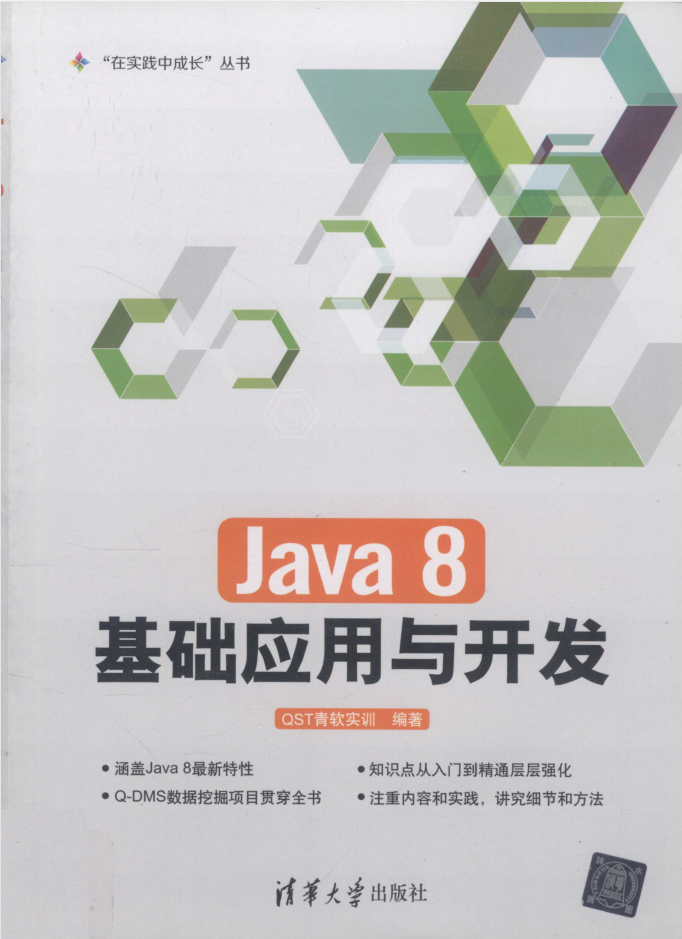 “在实践中成长”丛书
Java 8
基础应用与开发
QST青软实训 编著
●涵盖Java 8最新特性
●知识点从入门到精通层层强化
●Q-DMS数据挖掘项目贯穿全书
●注重内容和实践，讲究细节和方法
清华大学出版社